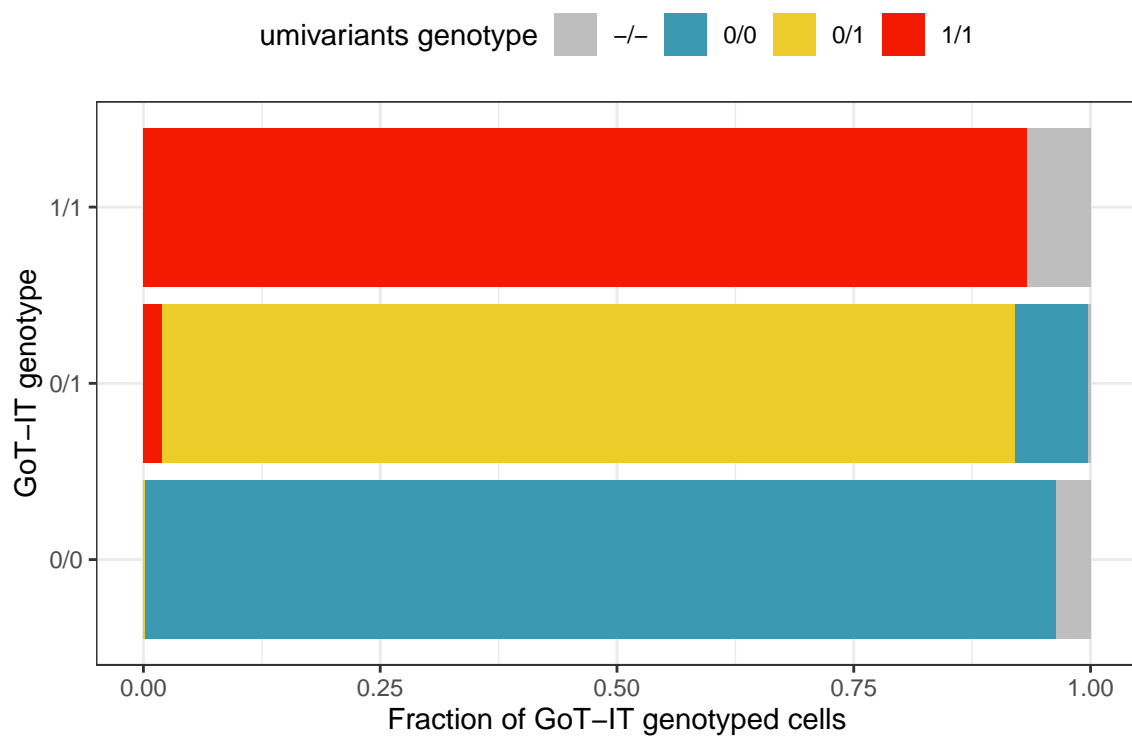 umivariants genotype −/− 0/0 0/1 1/1
GoT−IT genotype
1/1
0/1
0/0
0.00 0.25 0.50 0.75 1.00
Fraction of GoT−IT genotyped cells